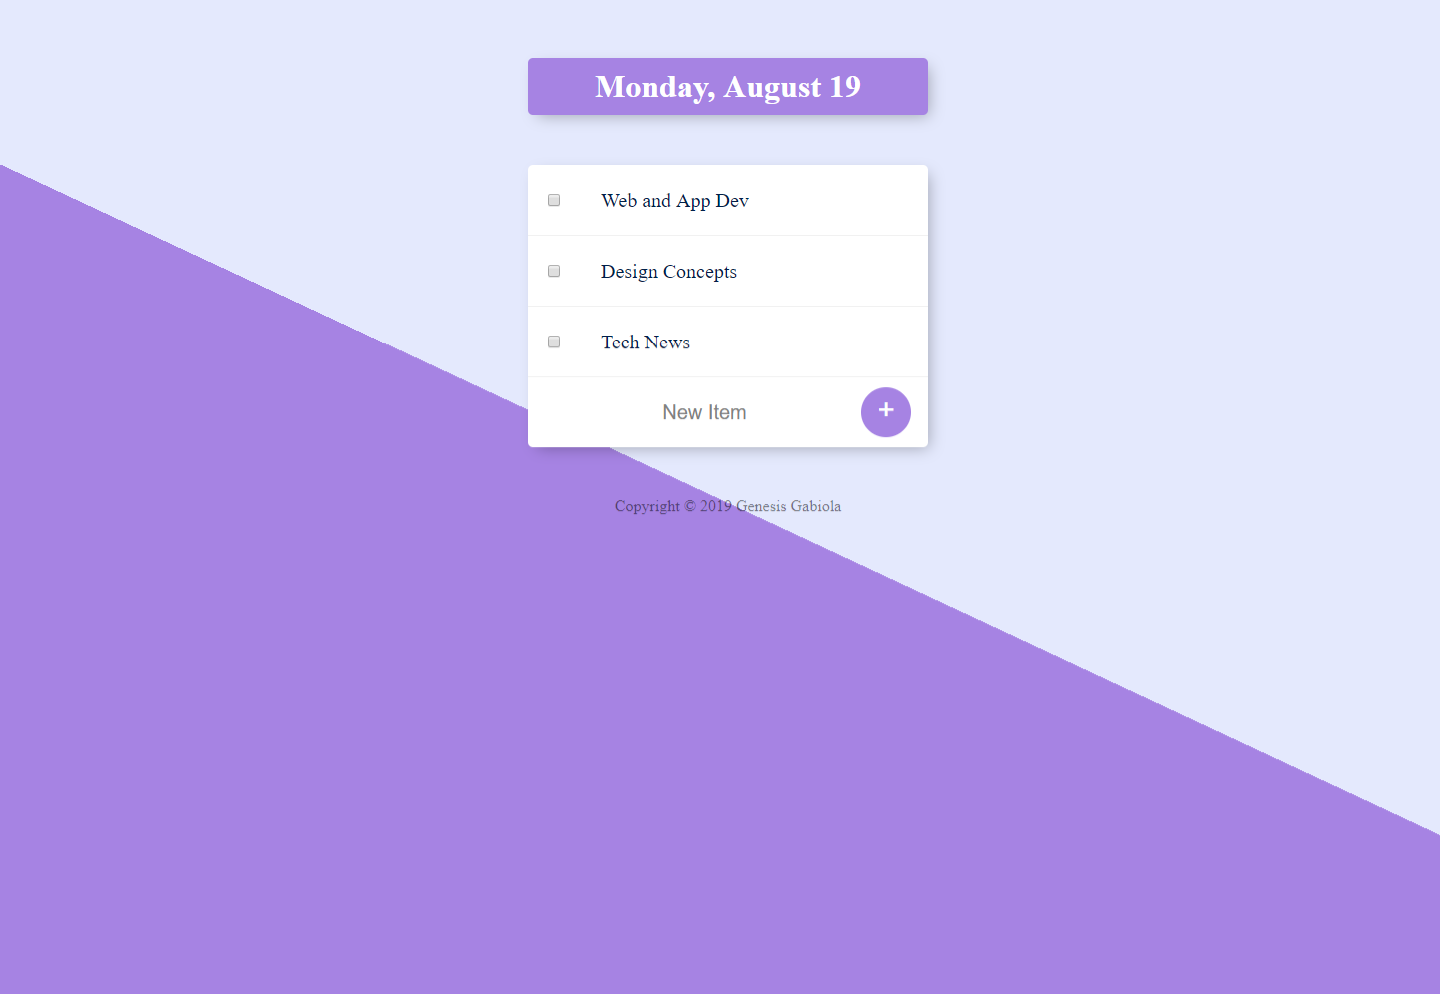 Monday, August 19
Web and App Dev
Design Concepts
Tech News
New Item
+
Copyright © 2019 Genesis Gabiola